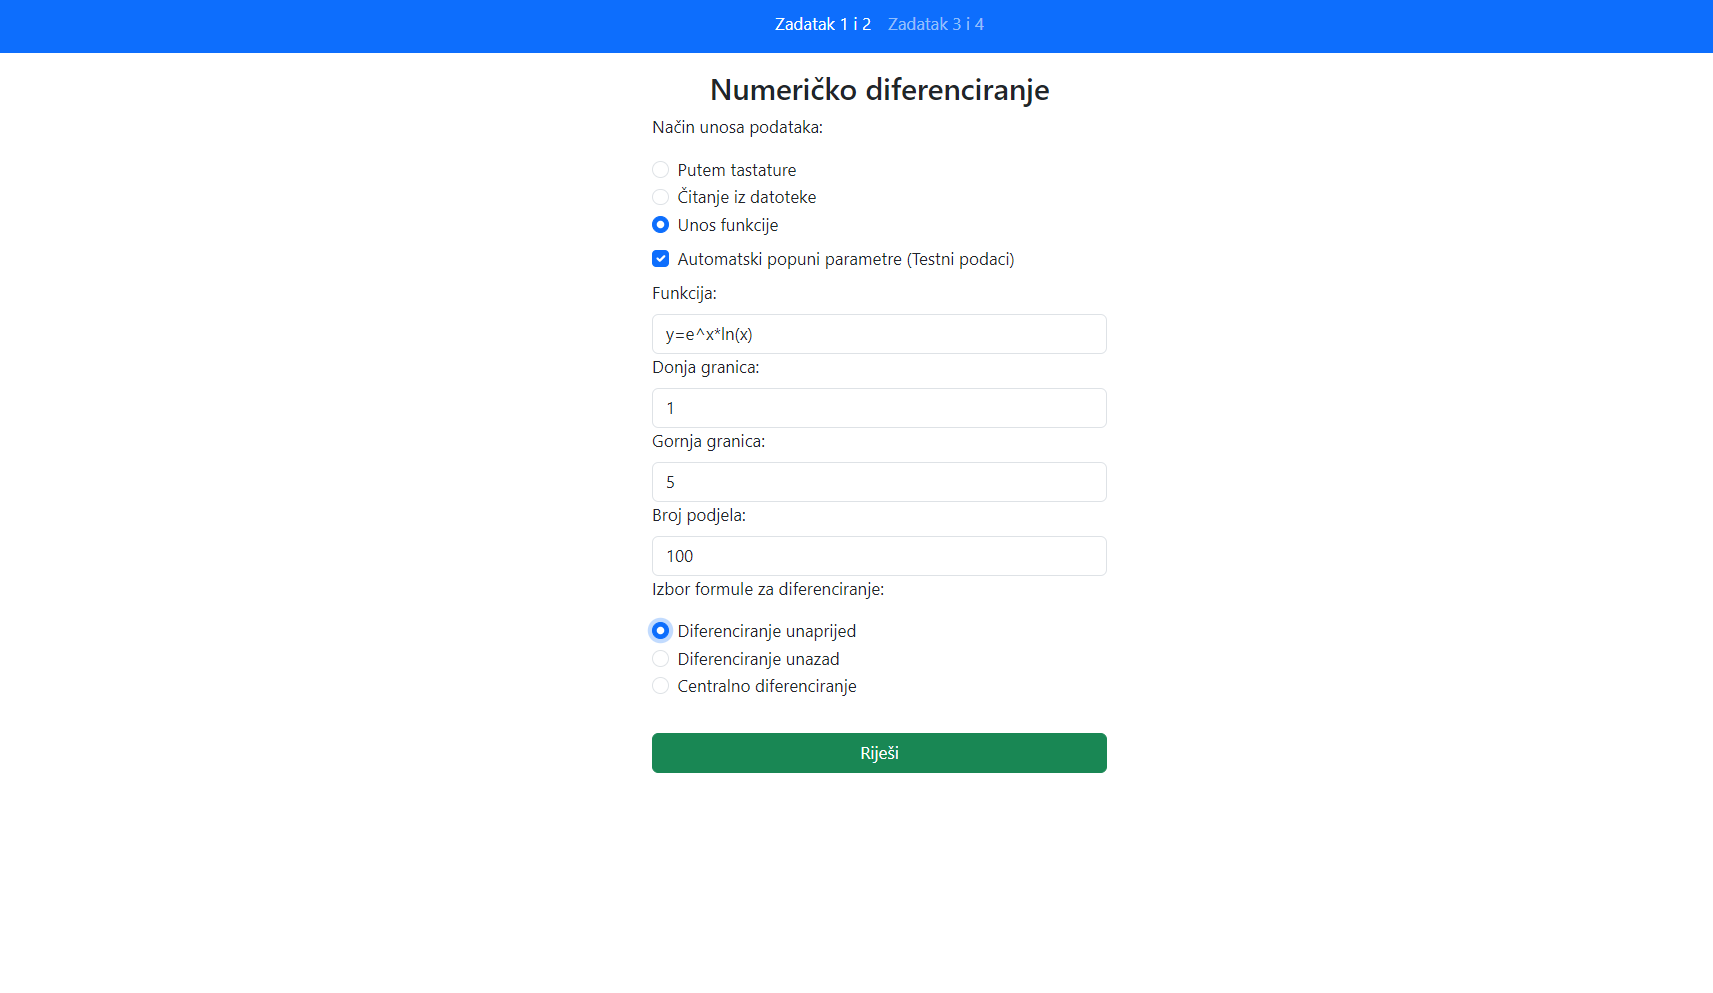 Zadatak 1 i 2 Zadatak 3 i 4
Numeričko diferenciranje
Način unosa podataka:
Putem tastature
Čitanje iz datoteke
Unos funkcije
Automatski popuni parametre (Testni podaci)
Funkcija:
y=e^x*ln(x)
Donja granica:
1
Gornja granica:
5
Broj podjela:
100
Izbor formule za diferenciranje:
Diferenciranje unaprijed
Diferenciranje unazad
Centralno diferenciranje
Riješi